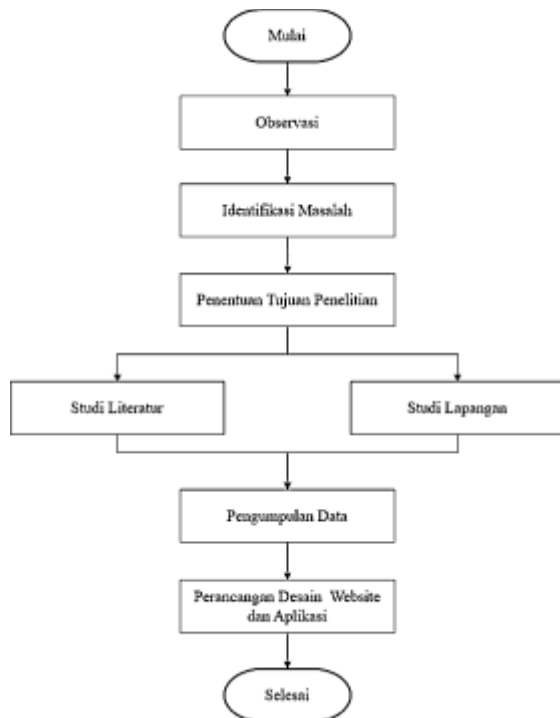 Mulai
Observasi
Identifikasi Masalah
Penentuan Tujuan Penelitian
Studi Literatur
Studi Lapangan
Pengumpulan Data
Perancangan Desain Website
dan Aplikasi
Selesai